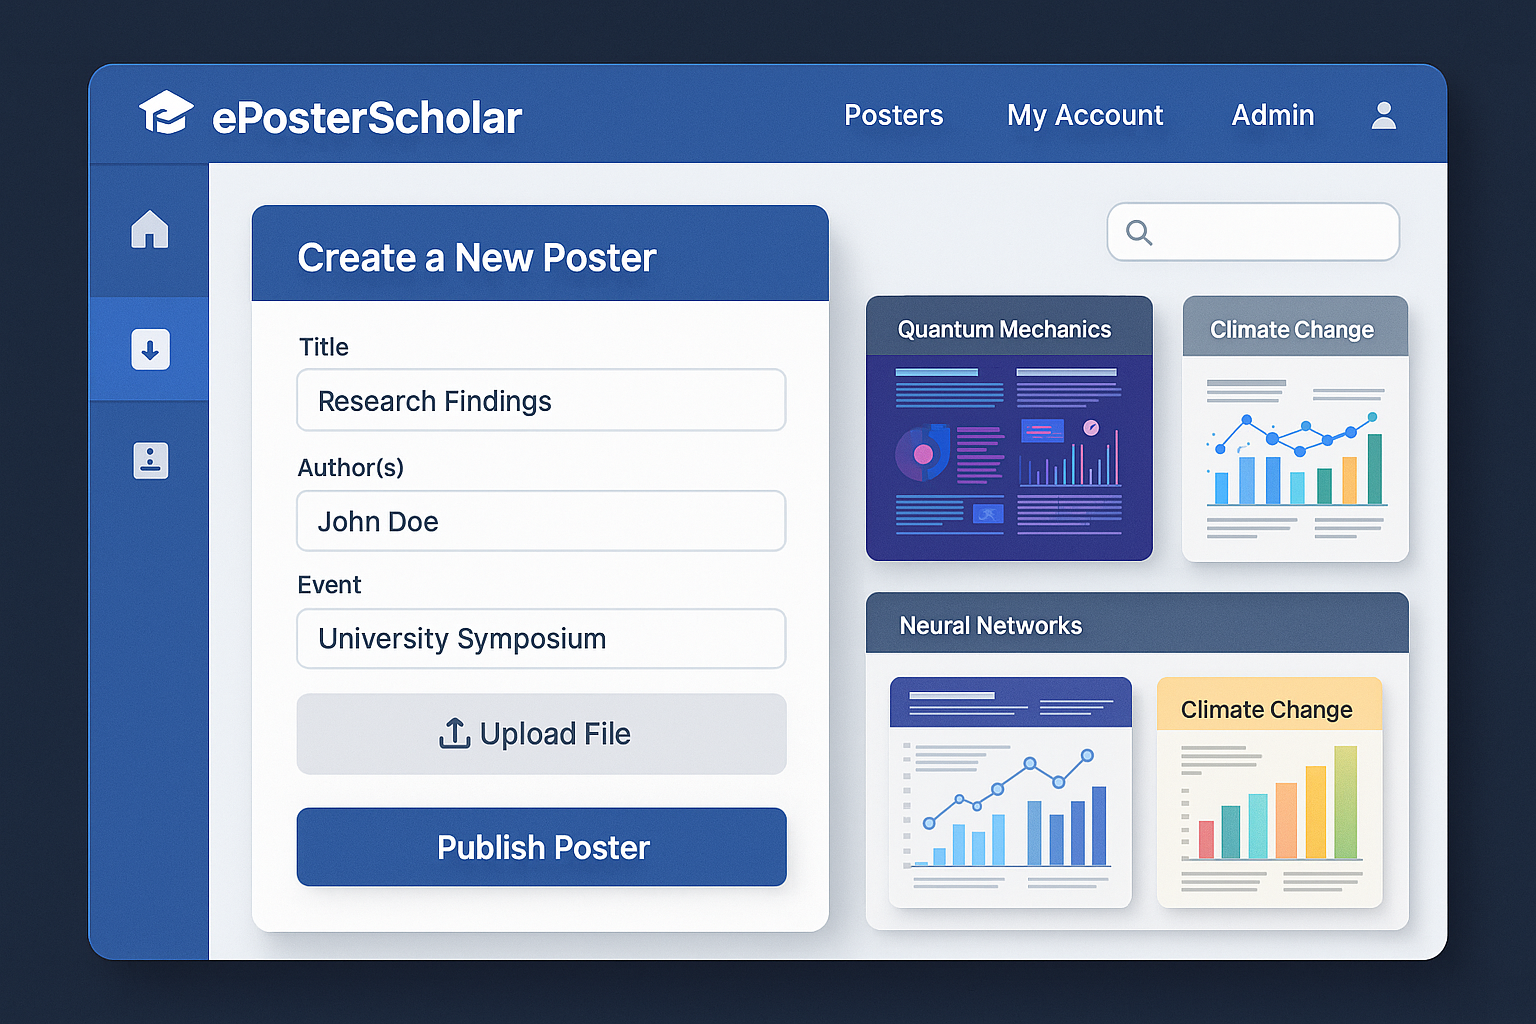 ePosterScholar
Posters
My Account
Admin
Create a New Poster
Title
Research Findings
Author(s)
John Doe
Event
University Symposium
Upload File
Publish Poster
Quantum Mechanics
Climate Change
Neural Networks
Climate Change